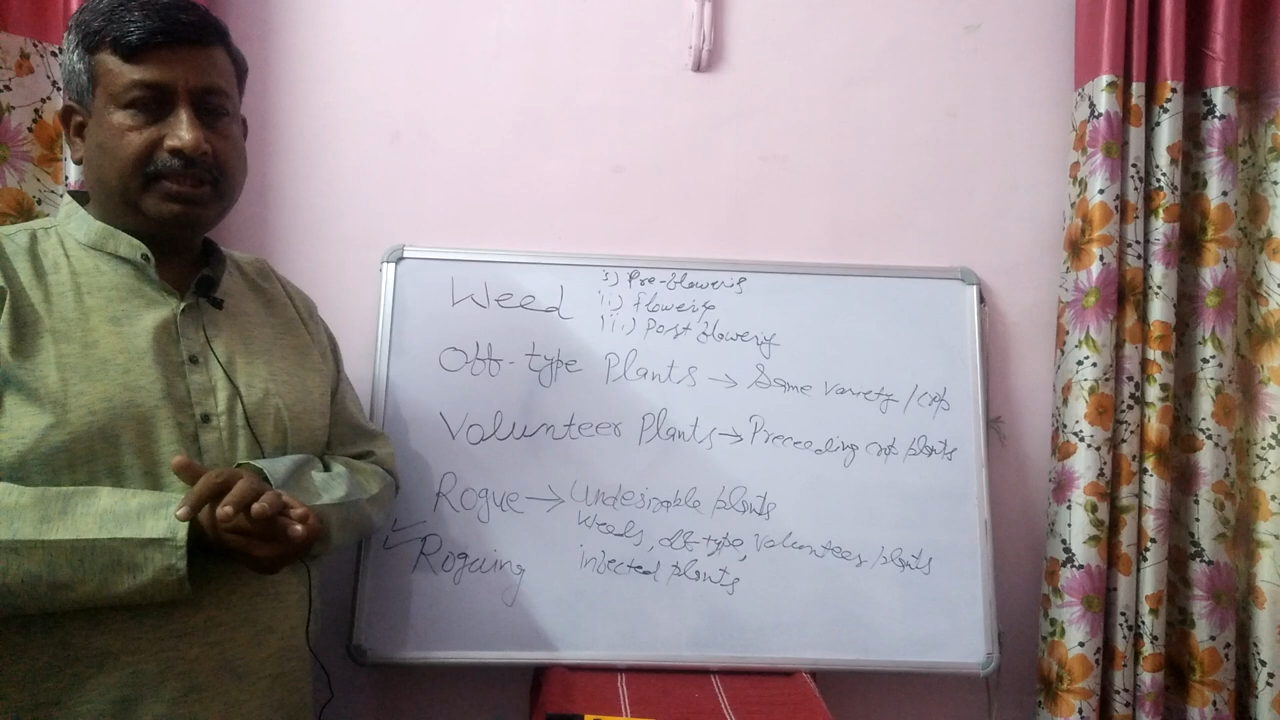 Weed
i) Pre-flowering
ii) Flowering
iii) Post flowering
Off-type Plants → Same variety / crop
Volunteer Plants → Preceeding crop plants
Rogue → Undesirable plants
Weeds, off type, Volunteer plants
infected plants
Roguing